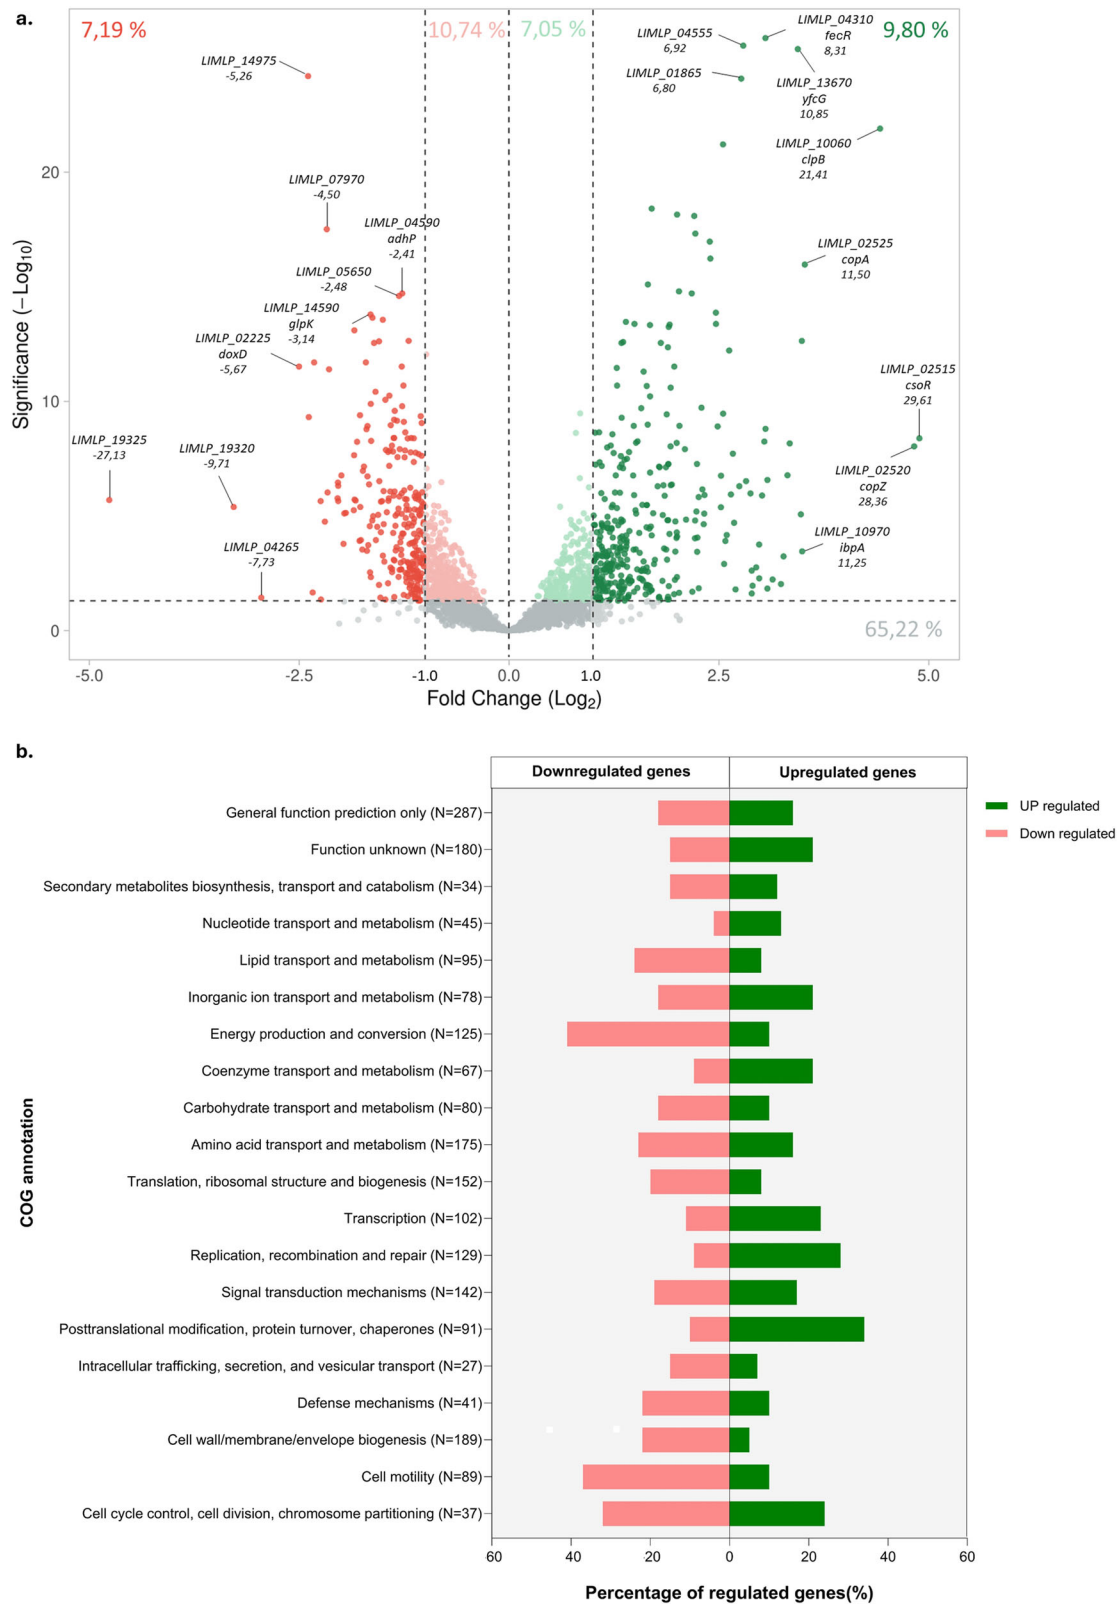 a.
7,19 %
10,74 %
7,05 %
9,80 %
LIMLP_14975
-5,26
LIMLP_04555
6,92
LIMLP_04310
fecR
8,31
LIMLP_01865
6,80
LIMLP_13670
yfcG
10,85
LIMLP_10060
clpB
21,41
LIMLP_07970
-4,50
LIMLP_04590
adhP
-2,41
LIMLP_05650
-2,48
LIMLP_14590
glpK
-3,14
LIMLP_02225
doxD
-5,67
LIMLP_02525
copA
11,50
LIMLP_02515
csoR
29,61
LIMLP_19325
-27,13
LIMLP_19320
-9,71
LIMLP_02520
copZ
28,36
LIMLP_04265
-7,73
LIMLP_10970
ibpA
11,25
65,22 %
Significance (−Log10)
20
10
0
-5.0
-2.5
-1.0
0.0
1.0
2.5
5.0
Fold Change (Log2)
b.
Downregulated genes
Upregulated genes
UP regulated
Down regulated
COG annotation
General function prediction only (N=287)
Function unknown (N=180)
Secondary metabolites biosynthesis, transport and catabolism (N=34)
Nucleotide transport and metabolism (N=45)
Lipid transport and metabolism (N=95)
Inorganic ion transport and metabolism (N=78)
Energy production and conversion (N=125)
Coenzyme transport and metabolism (N=67)
Carbohydrate transport and metabolism (N=80)
Amino acid transport and metabolism (N=175)
Translation, ribosomal structure and biogenesis (N=152)
Transcription (N=102)
Replication, recombination and repair (N=129)
Signal transduction mechanisms (N=142)
Posttranslational modification, protein turnover, chaperones (N=91)
Intracellular trafficking, secretion, and vesicular transport (N=27)
Defense mechanisms (N=41)
Cell wall/membrane/envelope biogenesis (N=189)
Cell motility (N=89)
Cell cycle control, cell division, chromosome partitioning (N=37)
60
40
20
0
20
40
60
Percentage of regulated genes(%)